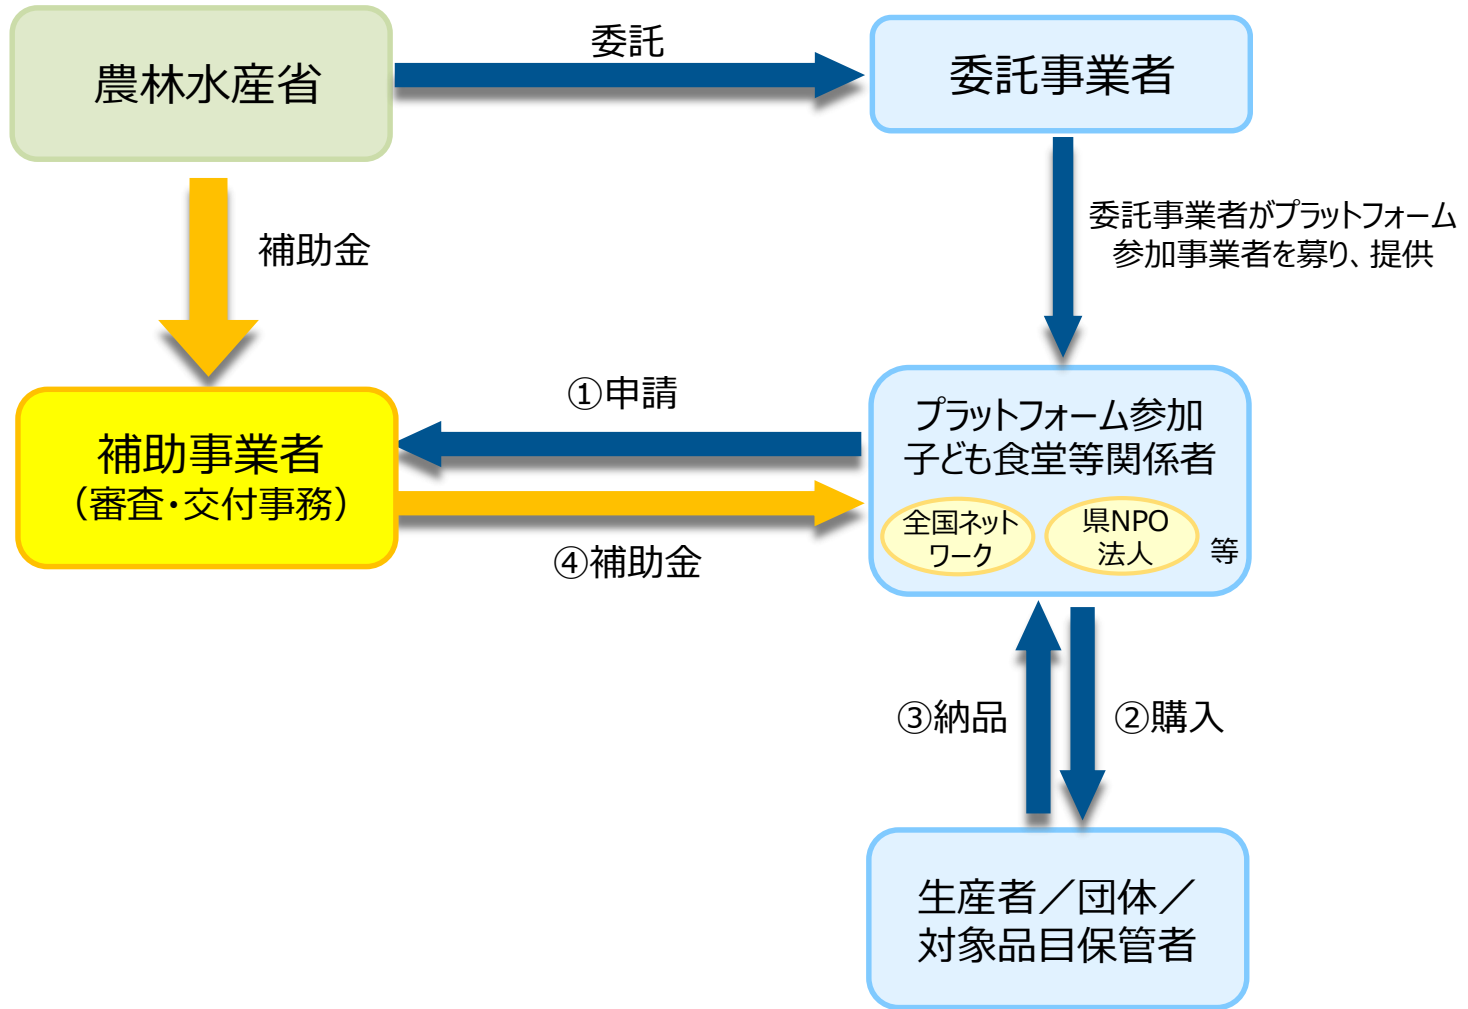 農林水産省
委託
委託事業者
補助金
委託事業者がプラットフォーム
参加事業者を募り、提供
①申請
補助事業者
（審査・交付事務）
④補助金
プラットフォーム参加
子ども食堂等関係者
全国ネット
ワーク
県NPO
法人
等
③納品
②購入
生産者／団体／
対象品目保管者